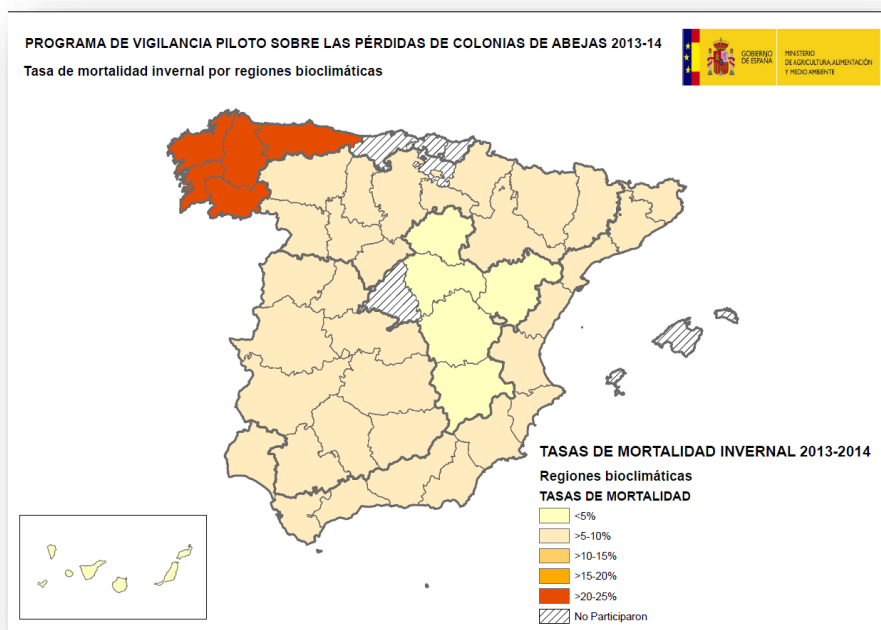 PROGRAMA DE VIGILANCIA PILOTO SOBRE LAS PÉRDIDAS DE COLONIAS DE ABEJAS 2013-14
Tasa de mortalidad invernal por regiones bioclimáticas
GOBIERNO
DE ESPAÑA
MINISTERIO
DE AGRICULTURA, ALIMENTACIÓN
Y MEDIO AMBIENTE
TASAS DE MORTALIDAD INVERNAL 2013-2014
Regiones bioclimáticas
TASAS DE MORTALIDAD
<5%
>5-10%
>10-15%
>15-20%
>20-25%
No Participaron